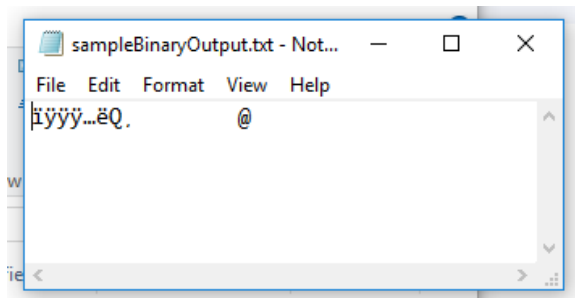 sampleBinaryOutput.txt - Not...
File Edit Format View Help
ïÿÿÿ…ëQ¸ @